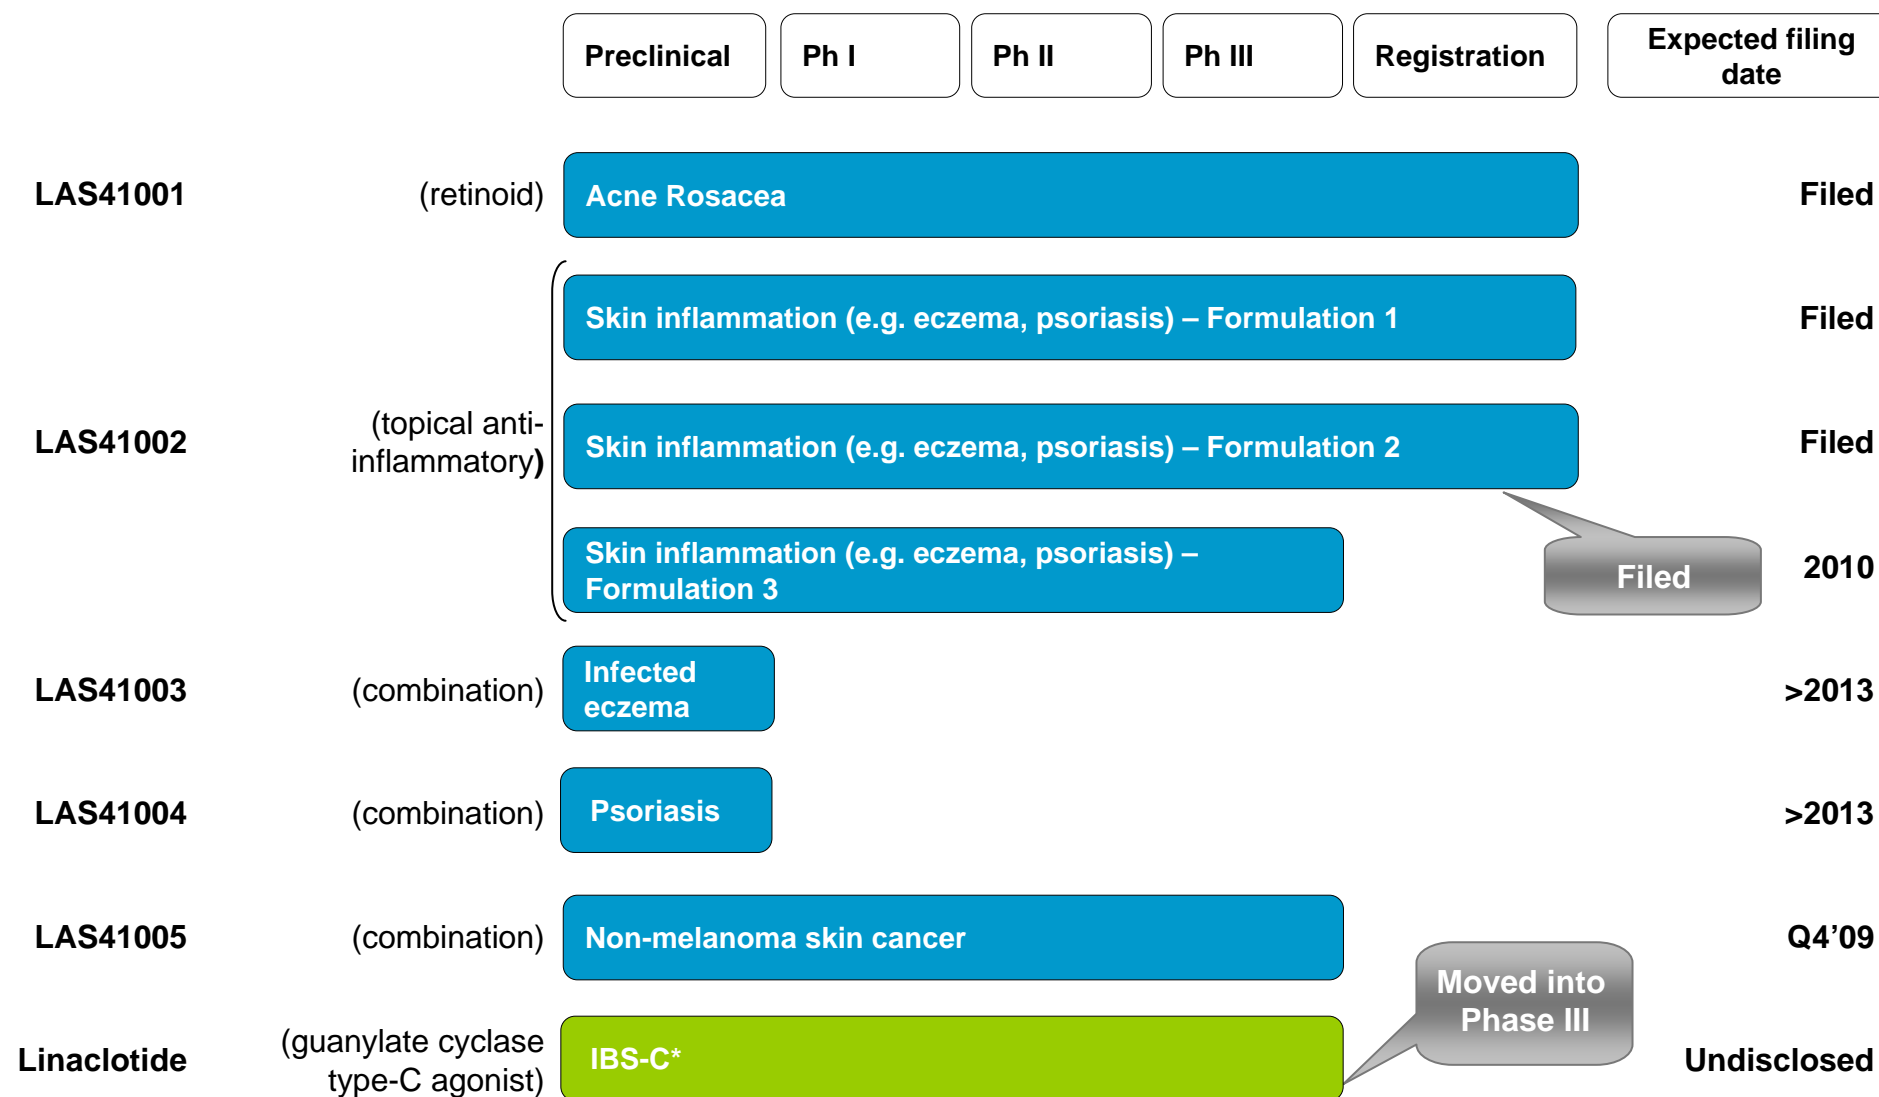 Preclinical
Ph I
Ph II
Ph III
Registration
Expected filing
date
LAS41001
(retinoid)
Acne Rosacea
Filed
Skin inflammation (e.g. eczema, psoriasis) – Formulation 1
Filed
LAS41002
(topical anti-
inflammatory)
Skin inflammation (e.g. eczema, psoriasis) – Formulation 2
Filed
Skin inflammation (e.g. eczema, psoriasis) –
Formulation 3
Filed
2010
LAS41003
(combination)
Infected
eczema
>2013
LAS41004
(combination)
Psoriasis
>2013
LAS41005
(combination)
Non-melanoma skin cancer
Q4’09
Moved into
Phase III
Linaclotide
(guanylate cyclase
type-C agonist)
IBS-C*
Undisclosed